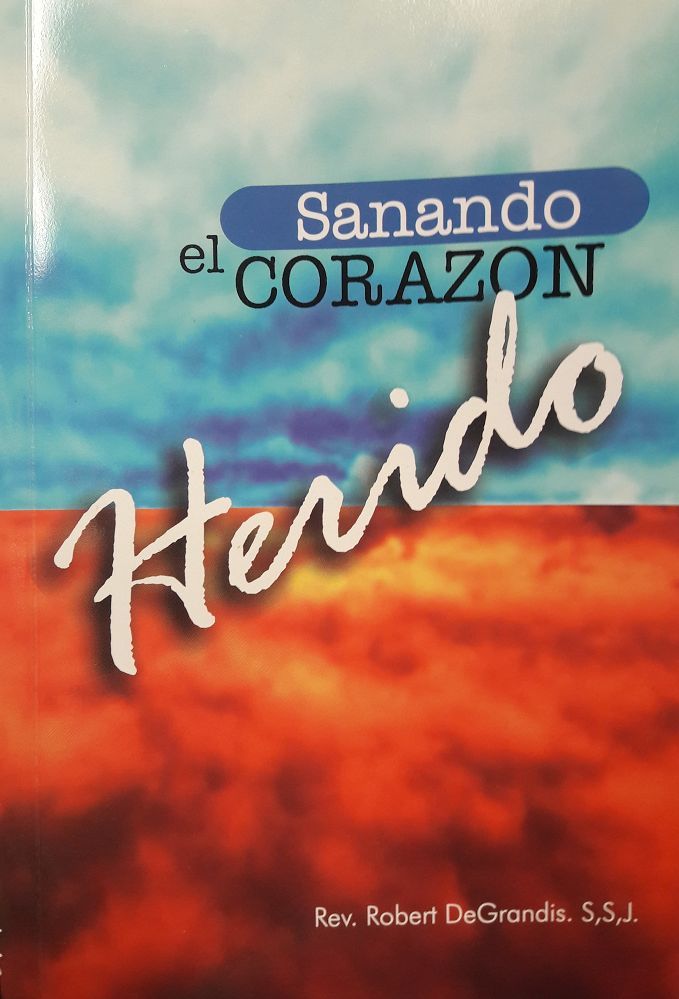 Sanando
el CORAZON
Herido
Rev. Robert DeGrandis. S,S,J.